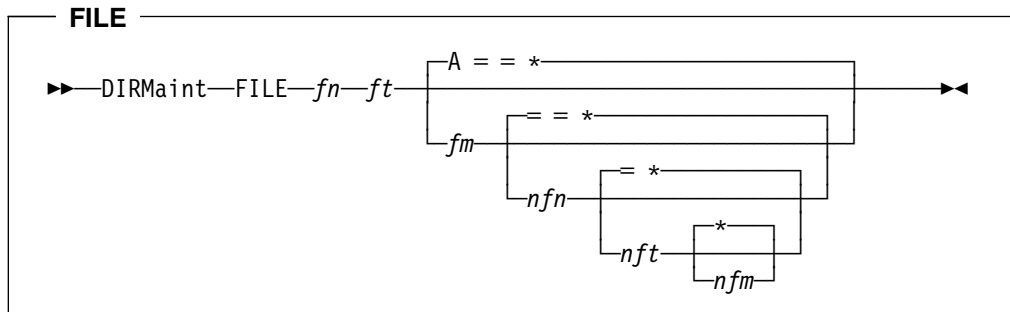 FILE
A = = *
►►──DIRMaint──FILE──fn──ft──►◄
= = *
fm
= *
nfn
*
nft
nfm